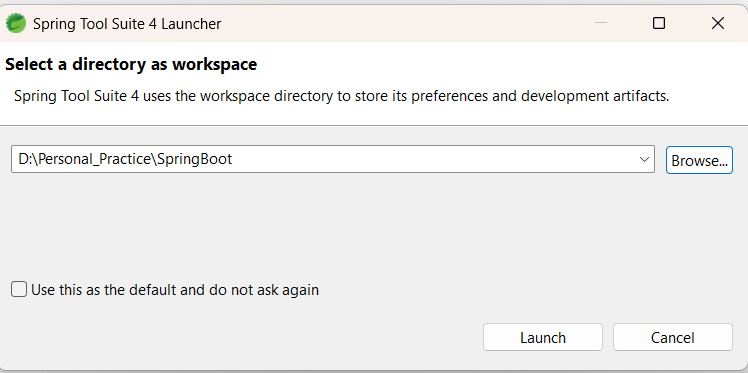 Spring Tool Suite 4 Launcher
Select a directory as workspace
Spring Tool Suite 4 uses the workspace directory to store its preferences and development artifacts.
D:\Personal_Practice\SpringBoot
Browse...
Use this as the default and do not ask again
Launch
Cancel